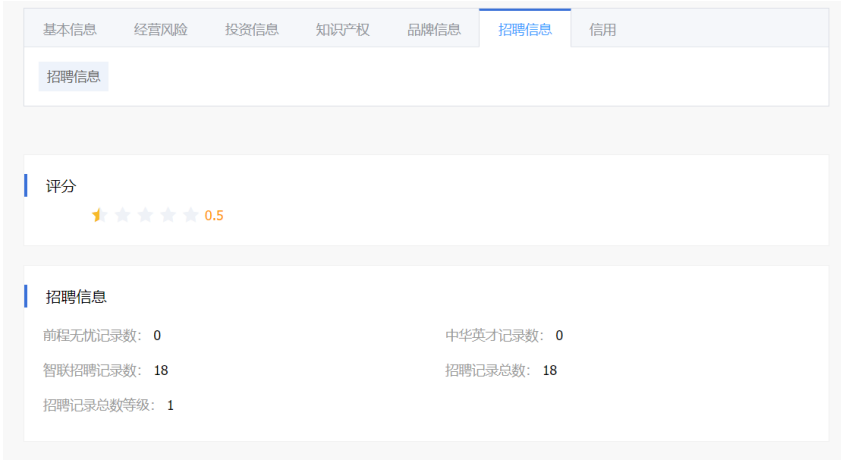 基本信息 经营风险 投资信息 知识产权 品牌信息 招聘信息 信用
招聘信息
评分
0.5
招聘信息
前程无忧记录数： 0 中华英才记录数： 0
智联招聘记录数： 18 招聘记录总数： 18
招聘记录总数等级： 1